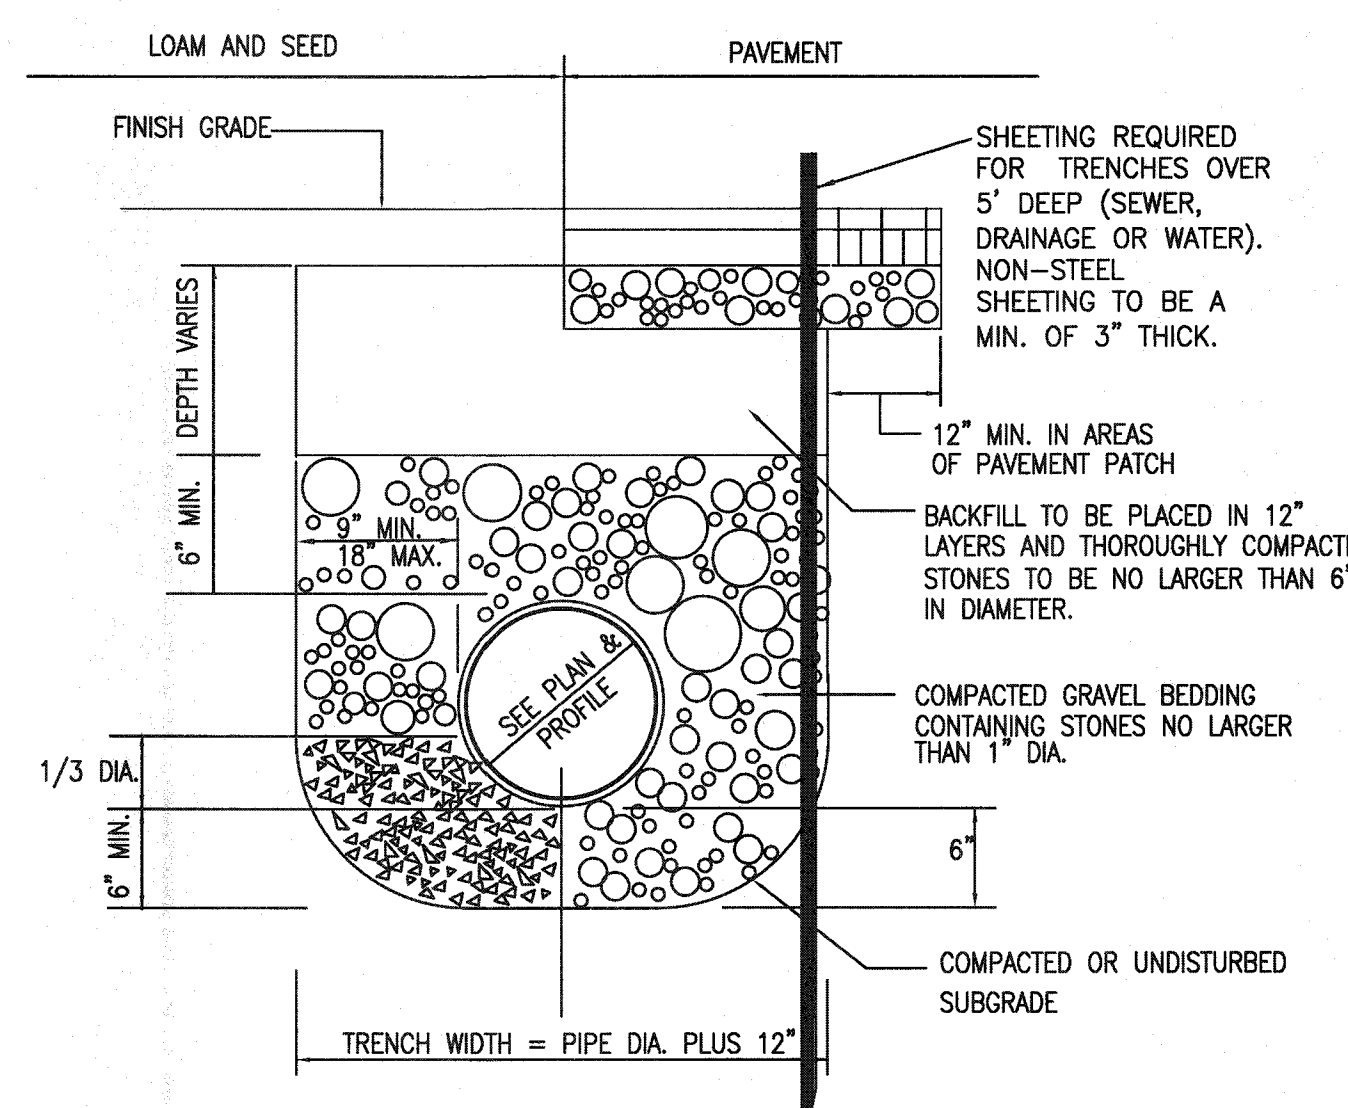 LOAM AND SEED
PAVEMENT
FINISH GRADE
SHEETING REQUIRED
FOR TRENCHES OVER
5' DEEP (SEWER,
DRAINAGE OR WATER).
NON-STEEL
SHEETING TO BE A
MIN. OF 3" THICK.
DEPTH VARIES
12" MIN. IN AREAS
OF PAVEMENT PATCH
6" MIN.
9" MIN.
18" MAX.
BACKFILL TO BE PLACED IN 12"
LAYERS AND THOROUGHLY COMPACT
STONES TO BE NO LARGER THAN 6"
IN DIAMETER.
SEE PLAN &
PROFILE
COMPACTED GRAVEL BEDDING
CONTAINING STONES NO LARGER
THAN 1" DIA.
1/3 DIA.
6" MIN.
6"
COMPACTED OR UNDISTURBED
SUBGRADE
TRENCH WIDTH = PIPE DIA. PLUS 12"